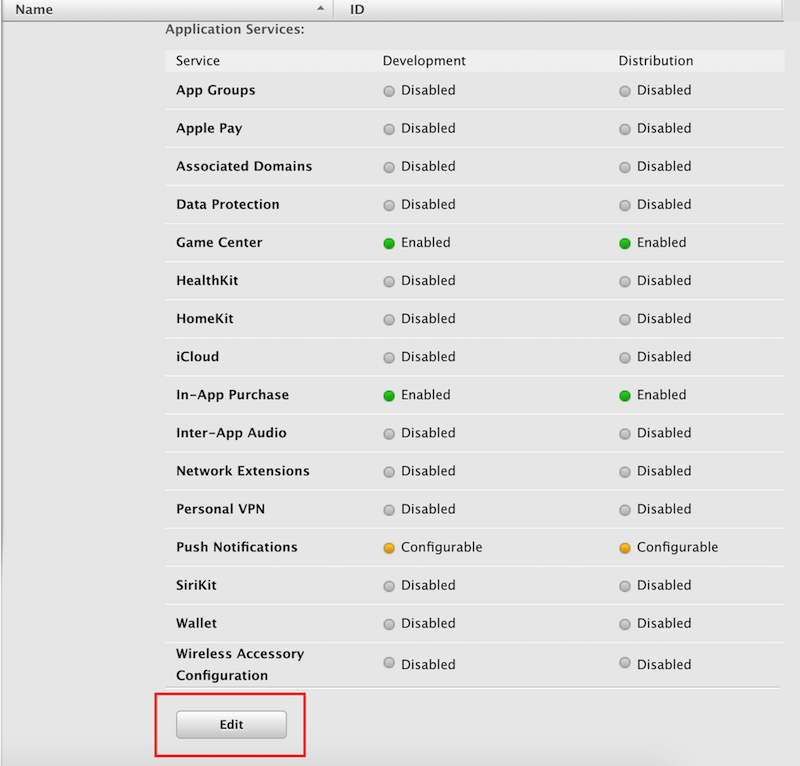 Name ID
Application Services:
Service Development Distribution
App Groups Disabled Disabled
Apple Pay Disabled Disabled
Associated Domains Disabled Disabled
Data Protection Disabled Disabled
Game Center Enabled Enabled
HealthKit Disabled Disabled
HomeKit Disabled Disabled
iCloud Disabled Disabled
In-App Purchase Enabled Enabled
Inter-App Audio Disabled Disabled
Network Extensions Disabled Disabled
Personal VPN Disabled Disabled
Push Notifications Configurable Configurable
SiriKit Disabled Disabled
Wallet Disabled Disabled
Wireless Accessory
Configuration Disabled Disabled
Edit